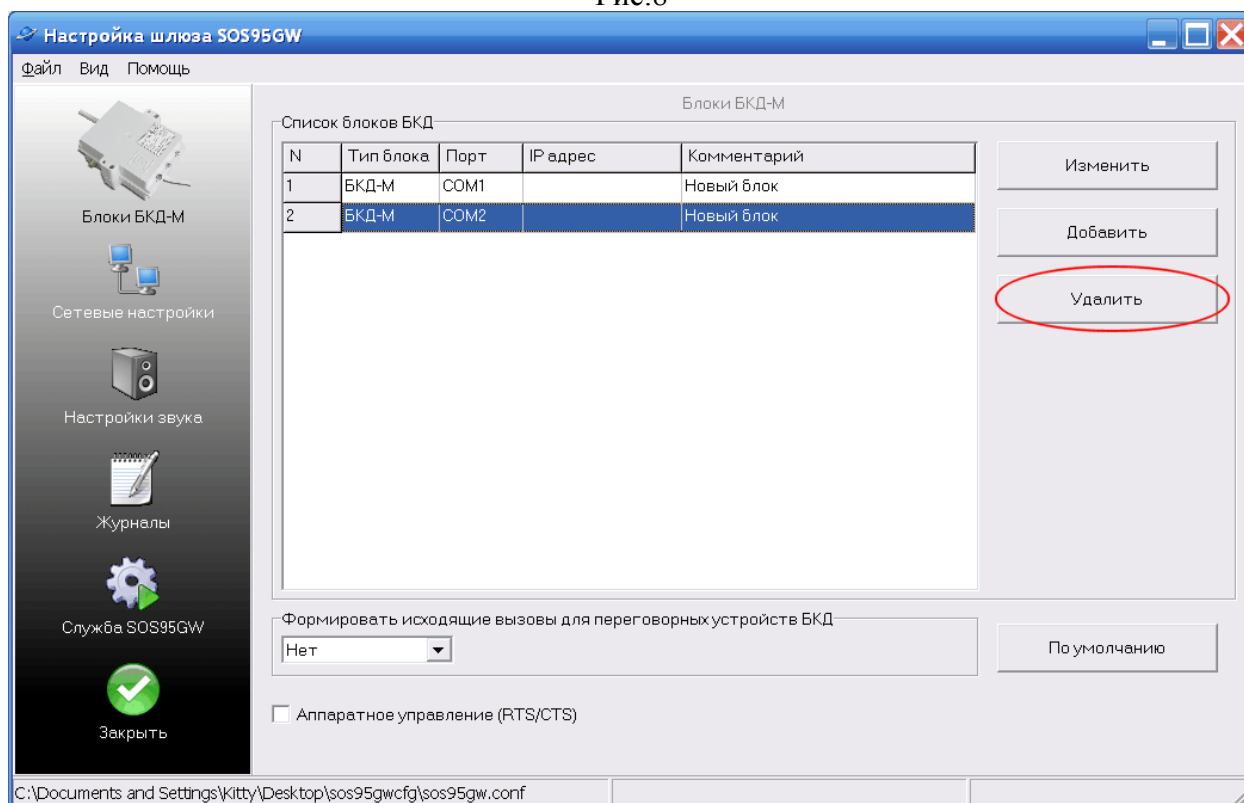 Рис.8
Настройка шлюза SOS95GW
Файл Вид Помощь
Блоки БКД-М
Сетевые настройки
Настройки звука
Журналы
Служба SOS95GW
Закрыть
Блоки БКД-М
Список блоков БКД
N Тип блока Порт IP адрес Комментарий
1 БКД-М COM1 Новый блок
2 БКД-М COM2 Новый блок
Изменить
Добавить
Удалить
Формировать исходящие вызовы для переговорных устройств БКД
Нет
По умолчанию
Аппаратное управление (RTS/CTS)
C:\Documents and Settings\Kitty\Desktop\sos95gwcfg\sos95gw.conf